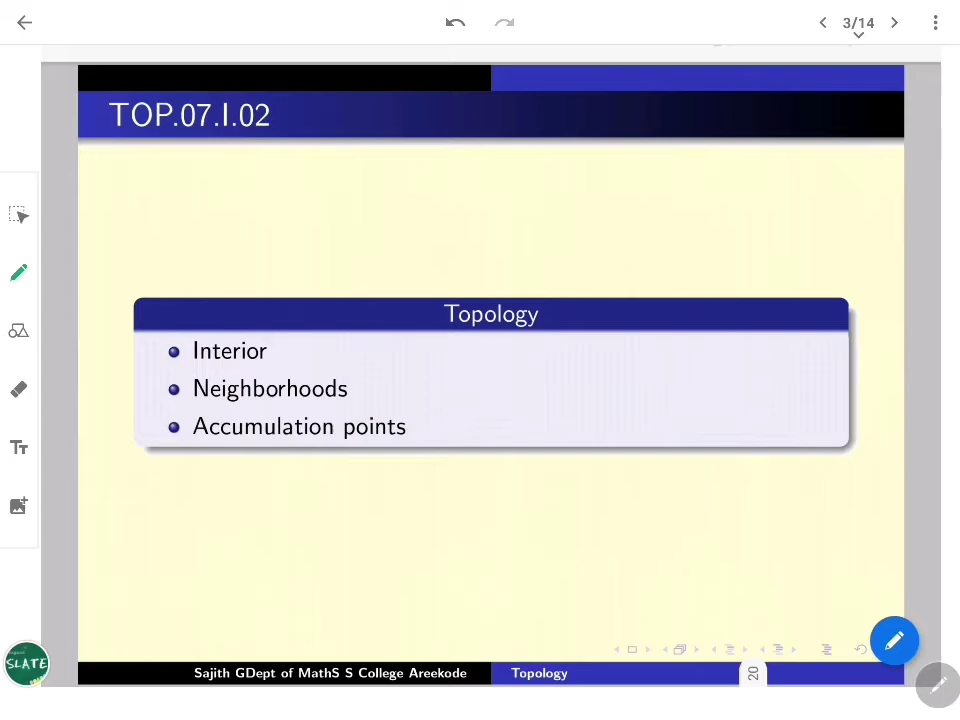 3/14
TOP.07.I.02
Topology
Interior
Neighborhoods
Accumulation points
Tт
SLATE
Sajith GDept of MathS S College Areekode
Topology
20